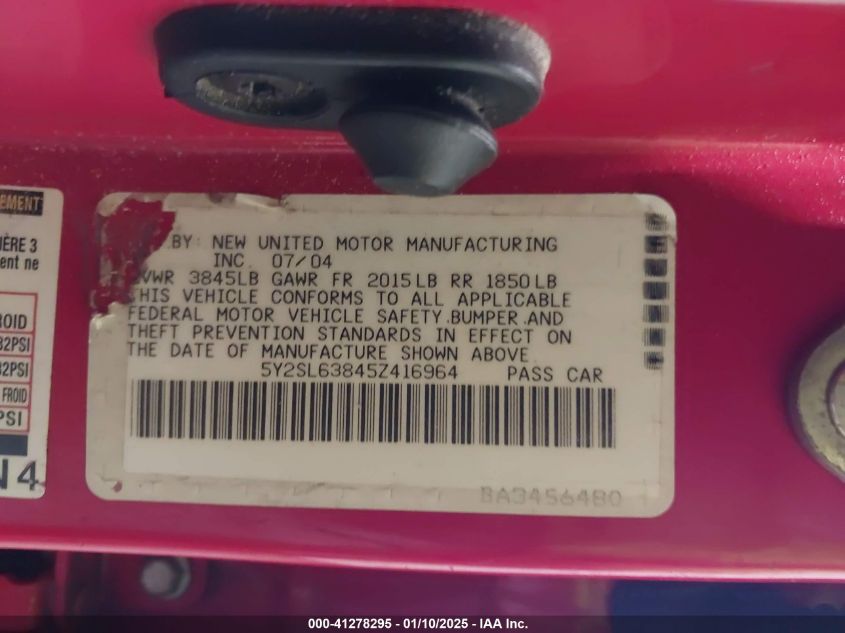 EMENT
IÈRE 3
ent ne
ROID
32PSI
32PSI
FROID
PSI
N4
BY: NEW UNITED MOTOR MANUFACTURING
INC. 07/04
GVWR 3845LB GAWR FR 2015LB RR 1850LB
THIS VEHICLE CONFORMS TO ALL APPLICABLE
FEDERAL MOTOR VEHICLE SAFETY.BUMPER.AND
THEFT PREVENTION STANDARDS IN EFFECT ON
THE DATE OF MANUFACTURE SHOWN ABOVE
5Y2SL63845Z416964 PASS CAR
BA3456480
000-41278295 - 01/10/2025 - IAA Inc.